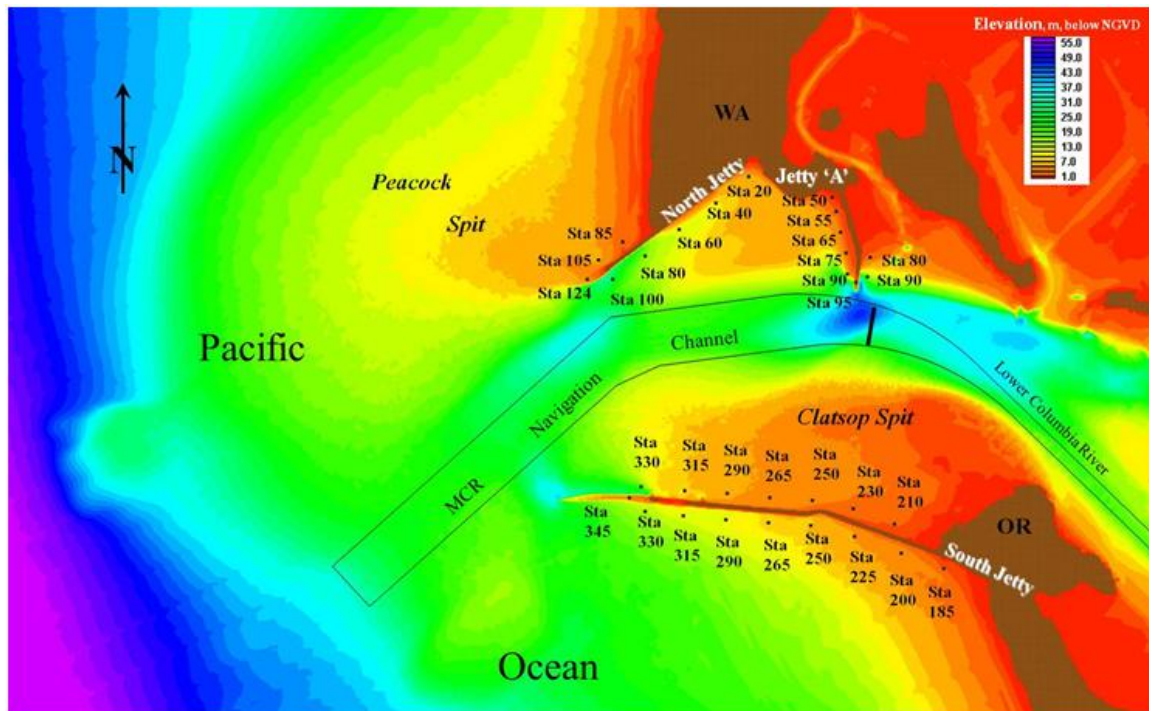 Elevation, m, below NGVD
55.0
49.0
43.0
37.0
31.0
25.0
19.0
13.0
7.0
1.0
N
WA
Peacock
Spit
North Jetty
Jetty ‘A’
Sta 20
Sta 40
Sta 60
Sta 80
Sta 100
Sta 85
Sta 105
Sta 124
Sta 50
Sta 55
Sta 65
Sta 75
Sta 90
Sta 95
Sta 80
Sta 90
Pacific
Channel
Navigation
MCR
Lower Columbia River
Clatsop Spit
Sta
330
Sta
315
Sta
290
Sta
265
Sta
250
Sta
230
Sta
210
Sta
345
Sta
330
Sta
315
Sta
290
Sta
265
Sta
250
Sta
225
Sta
200
Sta
185
South Jetty
OR
Ocean